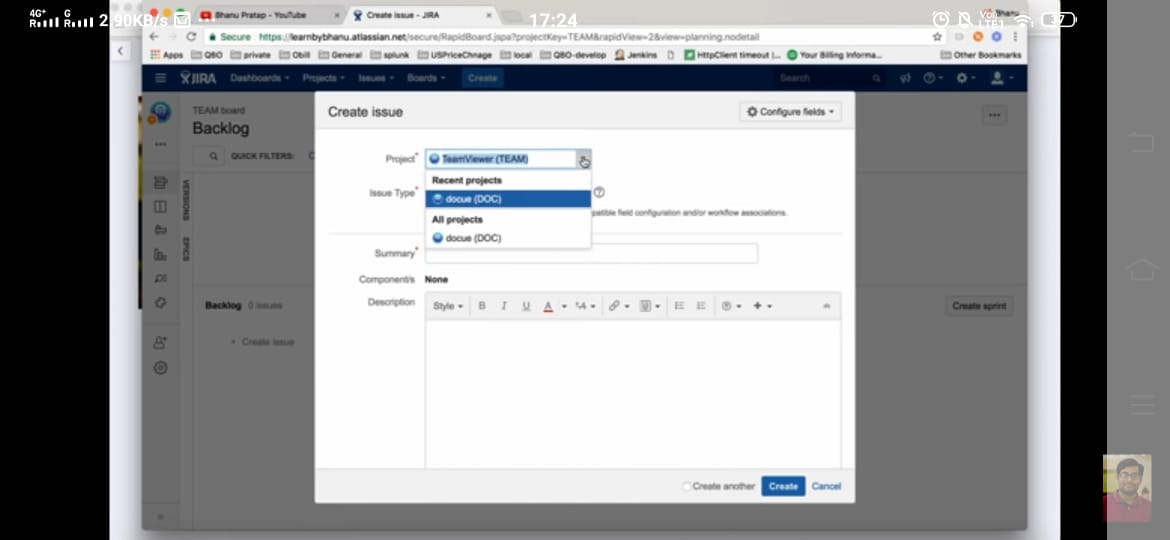 4G+ G 2.90KB/s ... 17:24 37
Bhanu Pratap - YouTube × Create issue - JIRA × Bhanu
Secure https://learnbybhanu.atlassian.net/secure/RapidBoard.jspa?projectKey=TEAM&rapidView=2&view=planning.nodetail
Apps QBO private Obill General splunk USPriceChnage local QBO-develop Jenkins HttpClient timeout |... Your Billing Informa... Other Bookmarks
JIRA Dashboards Projects Issues Boards Create Search
TEAM board
Backlog
QUICK FILTERS:
VERSIONS
EPICS
Backlog 0 issues Create sprint
+ Create issue
Create issue Configure fields
Project* TeamViewer (TEAM)
Recent projects
docue (DOC)
All projects
docue (DOC)
Issue Type*
patible field configuration and/or workflow associations.
Summary*
Component/s None
Description Style B I U A
Create another Create Cancel